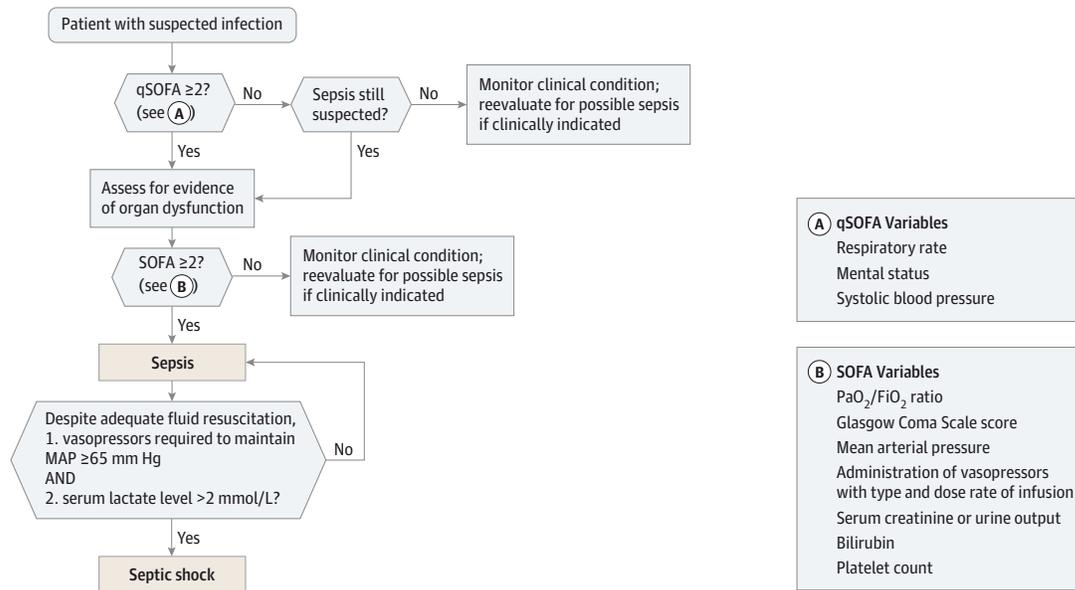 Patient with suspected infection
qSOFA ≥2?
(see A)
No
Sepsis still
suspected?
No
Monitor clinical condition;
reevaluate for possible sepsis
if clinically indicated
Yes
Yes
Assess for evidence
of organ dysfunction
SOFA ≥2?
(see B)
No
Monitor clinical condition;
reevaluate for possible sepsis
if clinically indicated
Yes
Sepsis
Despite adequate fluid resuscitation,
1. vasopressors required to maintain
MAP ≥65 mm Hg
AND
2. serum lactate level >2 mmol/L?
No
Yes
Septic shock
A qSOFA Variables
Respiratory rate
Mental status
Systolic blood pressure
B SOFA Variables
PaO2/FiO2 ratio
Glasgow Coma Scale score
Mean arterial pressure
Administration of vasopressors
with type and dose rate of infusion
Serum creatinine or urine output
Bilirubin
Platelet count